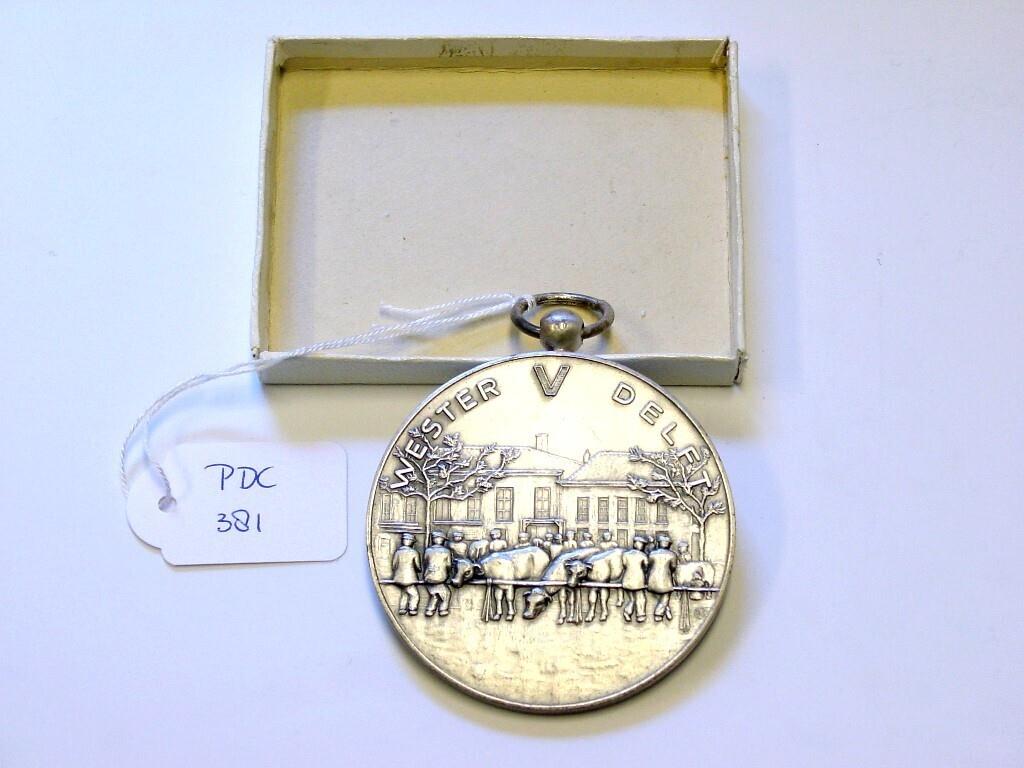 WESTER V DELFT
PDC
381